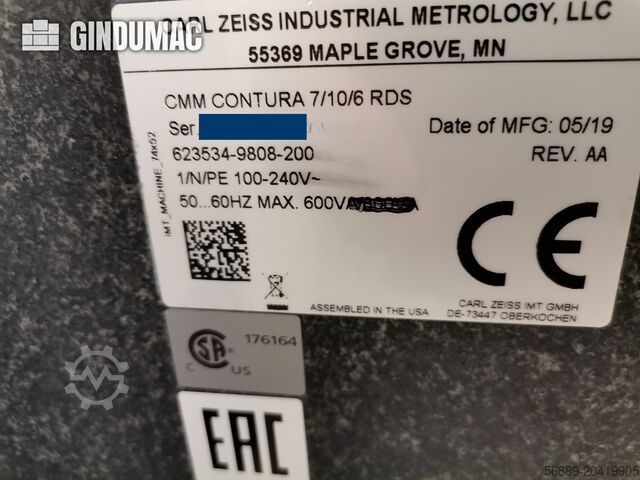 GINDUMAC
CARL ZEISS INDUSTRIAL METROLOGY, LLC
55369 MAPLE GROVE, MN
CMM CONTURA 7/10/6 RDS
Ser.
Date of MFG: 05/19
623534-9808-200
REV. AA
1/N/PE 100-240V~
50...60HZ MAX. 600VA
IMT_MACHINE_74x52
CE
ASSEMBLED IN THE USA
CARL ZEISS IMT GMBH
DE-73447 OBERKOCHEN
CSA
176164
C US
EAC
56889-20419905